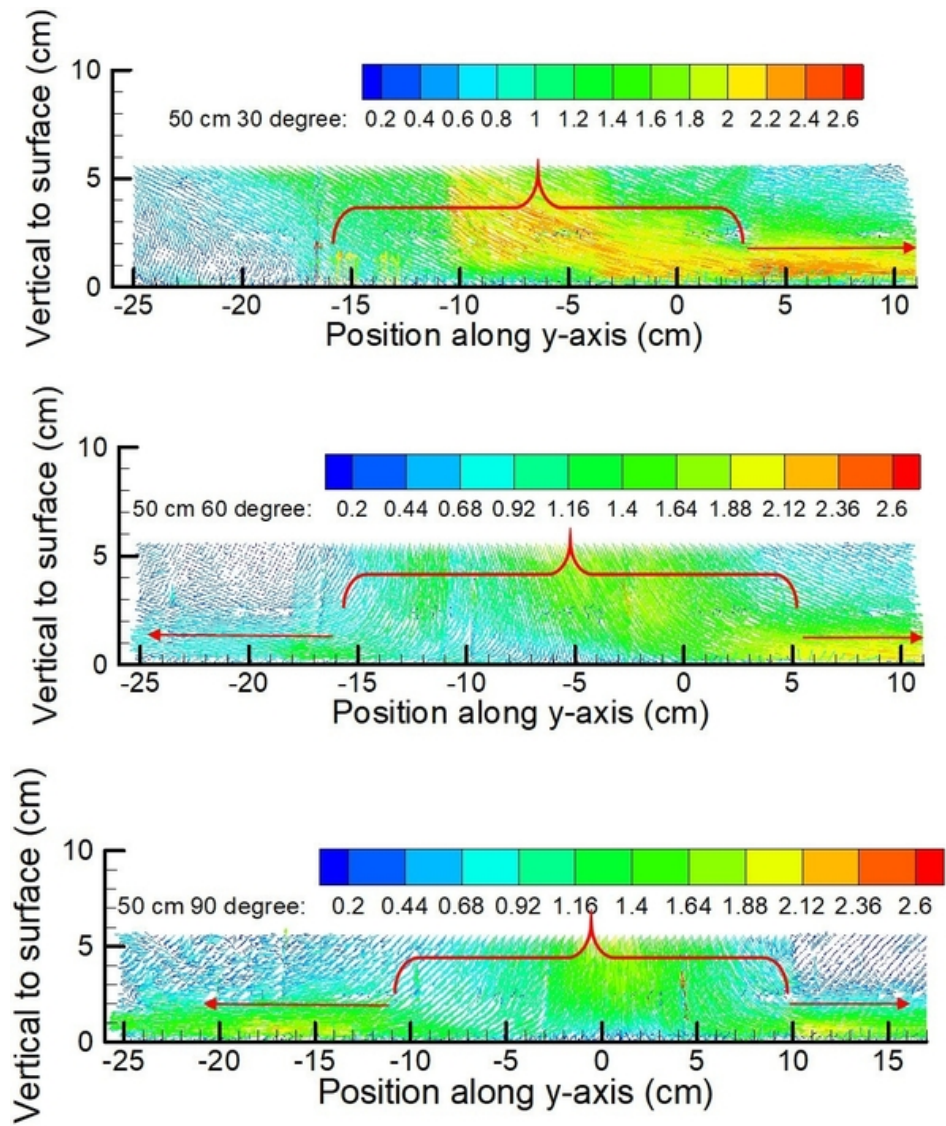 Vertical to surface (cm)
10
50 cm 30 degree: 0.2 0.4 0.6 0.8 1 1.2 1.4 1.6 1.8 2 2.2 2.4 2.6
5
0
-25 -20 -15 -10 -5 0 5 10
Position along y-axis (cm)
Vertical to surface (cm)
10
50 cm 60 degree: 0.2 0.44 0.68 0.92 1.16 1.4 1.64 1.88 2.12 2.36 2.6
5
0
-25 -20 -15 -10 -5 0 5 10
Position along y-axis (cm)
Vertical to surface (cm)
10
50 cm 90 degree: 0.2 0.44 0.68 0.92 1.16 1.4 1.64 1.88 2.12 2.36 2.6
5
0
-25 -20 -15 -10 -5 0 5 10 15
Position along y-axis (cm)